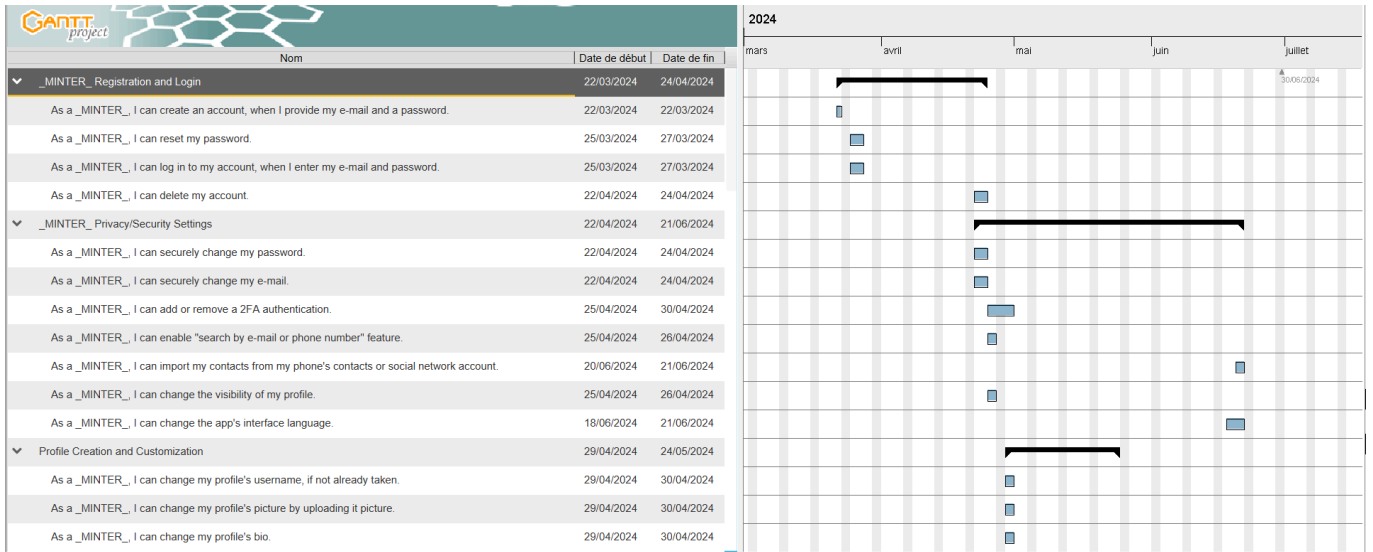 GANTT
project
2024
mars avril mai juin juillet
Nom Date de début Date de fin
30/06/2024
_MINTER_ Registration and Login 22/03/2024 24/04/2024
As a _MINTER_, I can create an account, when I provide my e-mail and a password. 22/03/2024 22/03/2024
As a _MINTER_, I can reset my password. 25/03/2024 27/03/2024
As a _MINTER_, I can log in to my account, when I enter my e-mail and password. 25/03/2024 27/03/2024
As a _MINTER_, I can delete my account. 22/04/2024 24/04/2024
_MINTER_ Privacy/Security Settings 22/04/2024 21/06/2024
As a _MINTER_, I can securely change my password. 22/04/2024 24/04/2024
As a _MINTER_, I can securely change my e-mail. 22/04/2024 24/04/2024
As a _MINTER_, I can add or remove a 2FA authentication. 25/04/2024 30/04/2024
As a _MINTER_, I can enable "search by e-mail or phone number" feature. 25/04/2024 26/04/2024
As a _MINTER_, I can import my contacts from my phone's contacts or social network account. 20/06/2024 21/06/2024
As a _MINTER_, I can change the visibility of my profile. 25/04/2024 26/04/2024
As a _MINTER_, I can change the app's interface language. 18/06/2024 21/06/2024
Profile Creation and Customization 29/04/2024 24/05/2024
As a _MINTER_, I can change my profile's username, if not already taken. 29/04/2024 30/04/2024
As a _MINTER_, I can change my profile's picture by uploading it picture. 29/04/2024 30/04/2024
As a _MINTER_, I can change my profile's bio. 29/04/2024 30/04/2024